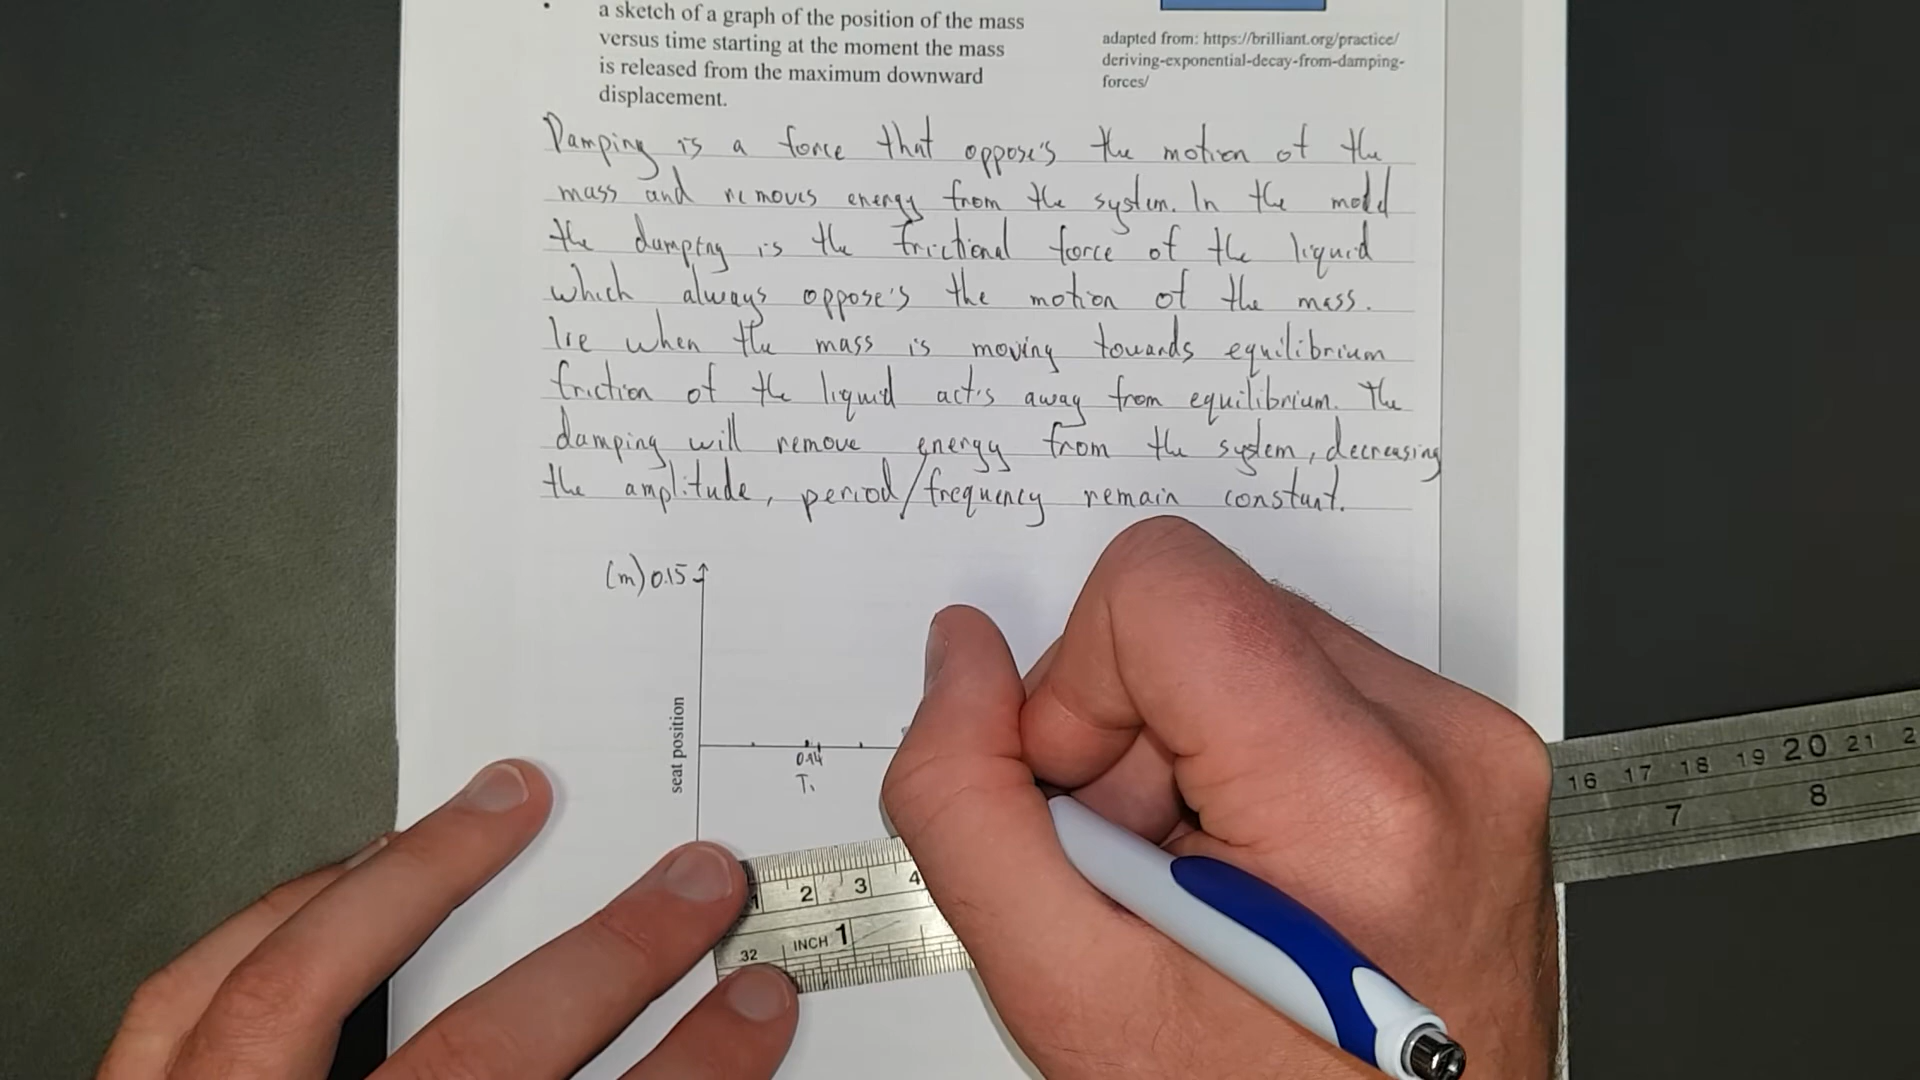 a sketch of a graph of the position of the mass
versus time starting at the moment the mass
is released from the maximum downward
displacement.
adapted from: https://brilliant.org/practice/
deriving-exponential-decay-from-damping-
forces/
Damping is a force that oppose's the motion of the
mass and removes energy from the system. In the model
the damping is the frictional force of the liquid
which always oppose's the motion of the mass.
Ie when the mass is moving towards equilibrium
friction of the liquid act's away from equilibrium. The
damping will remove energy from the system, decreasing
the amplitude, period/frequency remain constant.
(m) 0.15
seat position
0.14
T₁
1 2 3 4
32 INCH 1
16 17 18 19 20 21 2
7 8